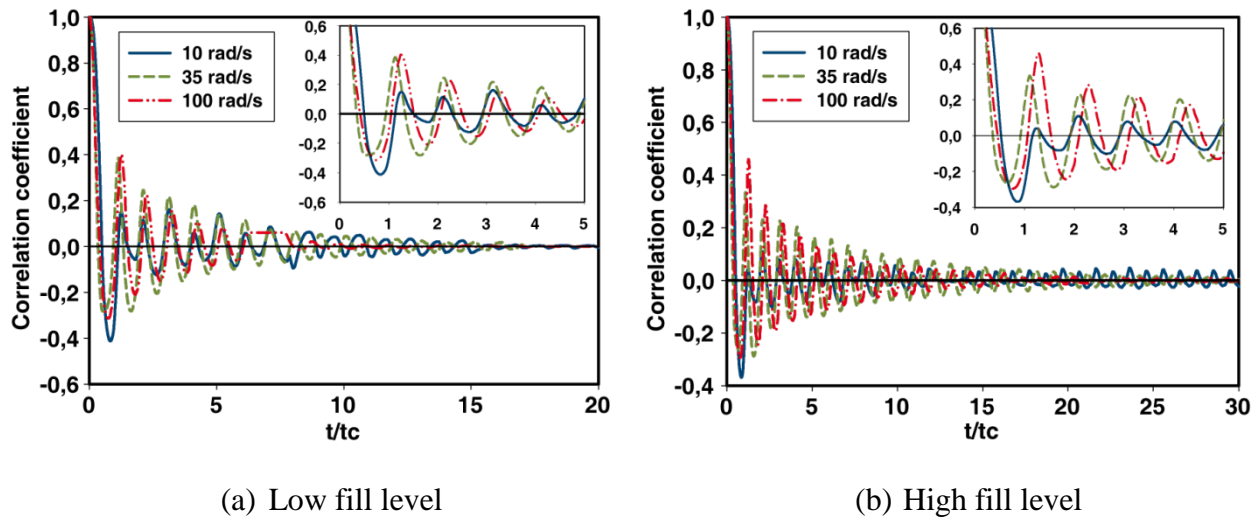 1,0
0,8
0,6
0,4
0,2
0,0
-0,2
-0,4
-0,6
0 5 10 15 20
Correlation coefficient
t/tc
10 rad/s
35 rad/s
100 rad/s
0,6
0,4
0,2
0,0
-0,2
-0,4
-0,6
0 1 2 3 4 5
(a) Low fill level
1,0
0,8
0,6
0,4
0,2
0,0
-0,2
-0,4
0 5 10 15 20 25 30
Correlation coefficient
t/tc
10 rad/s
35 rad/s
100 rad/s
0,6
0,4
0,2
0,0
-0,2
-0,4
0 1 2 3 4 5
(b) High fill level